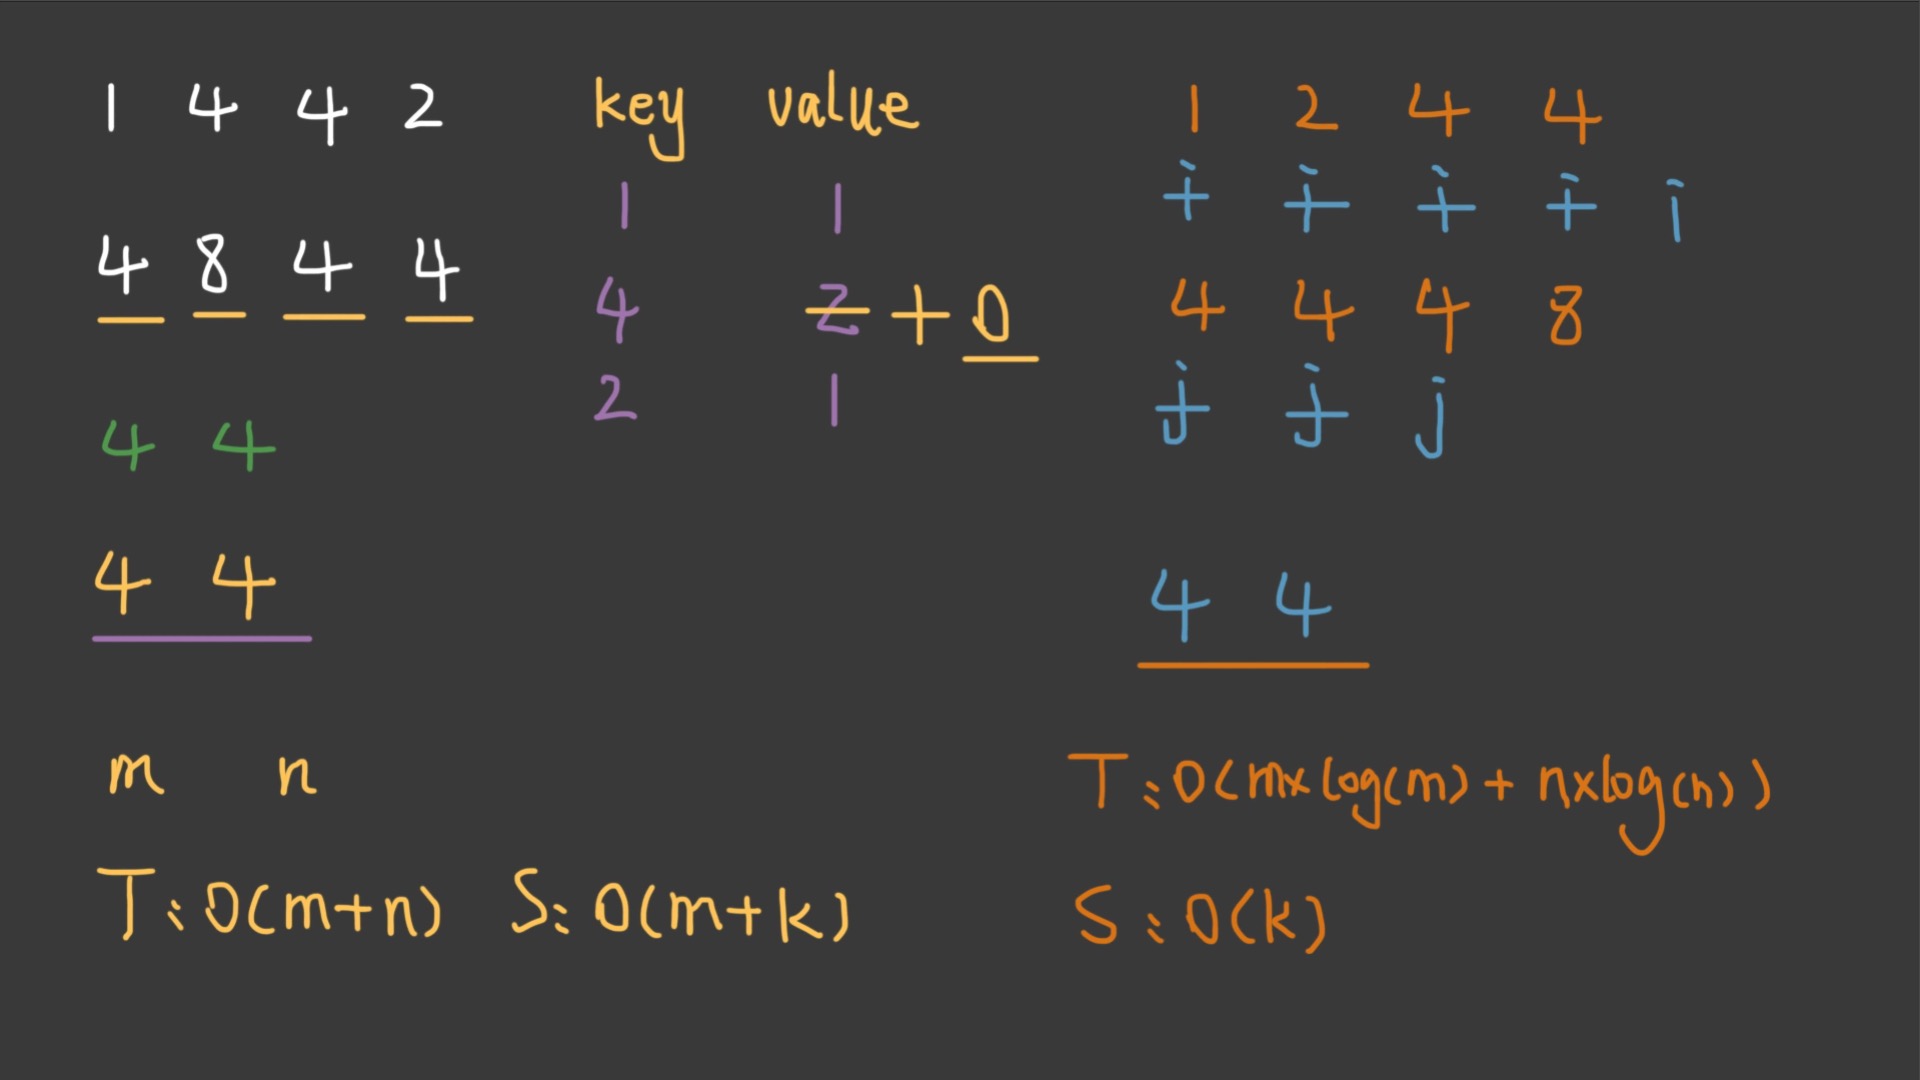 1 4 4 2
4 8 4 4
4 4
4 4
m n
T: O(m+n) S: O(m+k)
key value
1 1
4 2 1 0
2 1
1 2 4 4
i i i i i
4 4 4 8
j j j
4 4
T: O(m×log(m) + n×log(n))
S: O(k)